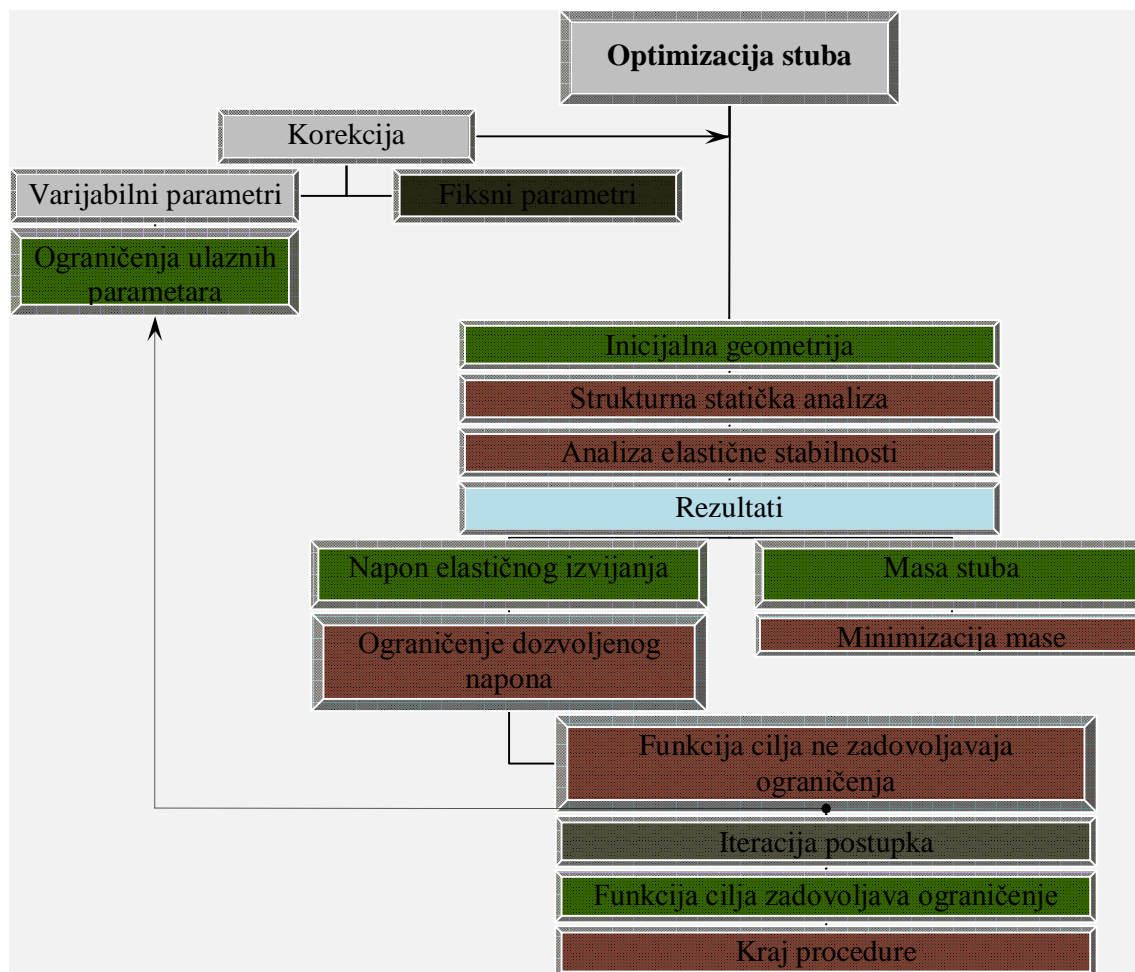 Optimizacija stuba
Korekcija
Varijabilni parametri
Fiksni parametri
Ograničenja ulaznih
parametara
Inicijalna geometrija
Strukturna statička analiza
Analiza elastične stabilnosti
Rezultati
Napon elastičnog izvijanja
Masa stuba
Ograničenje dozvoljenog
napona
Minimizacija mase
Funkcija cilja ne zadovoljavaja
ograničenja
Iteracija postupka
Funkcija cilja zadovoljava ograničenje
Kraj procedure